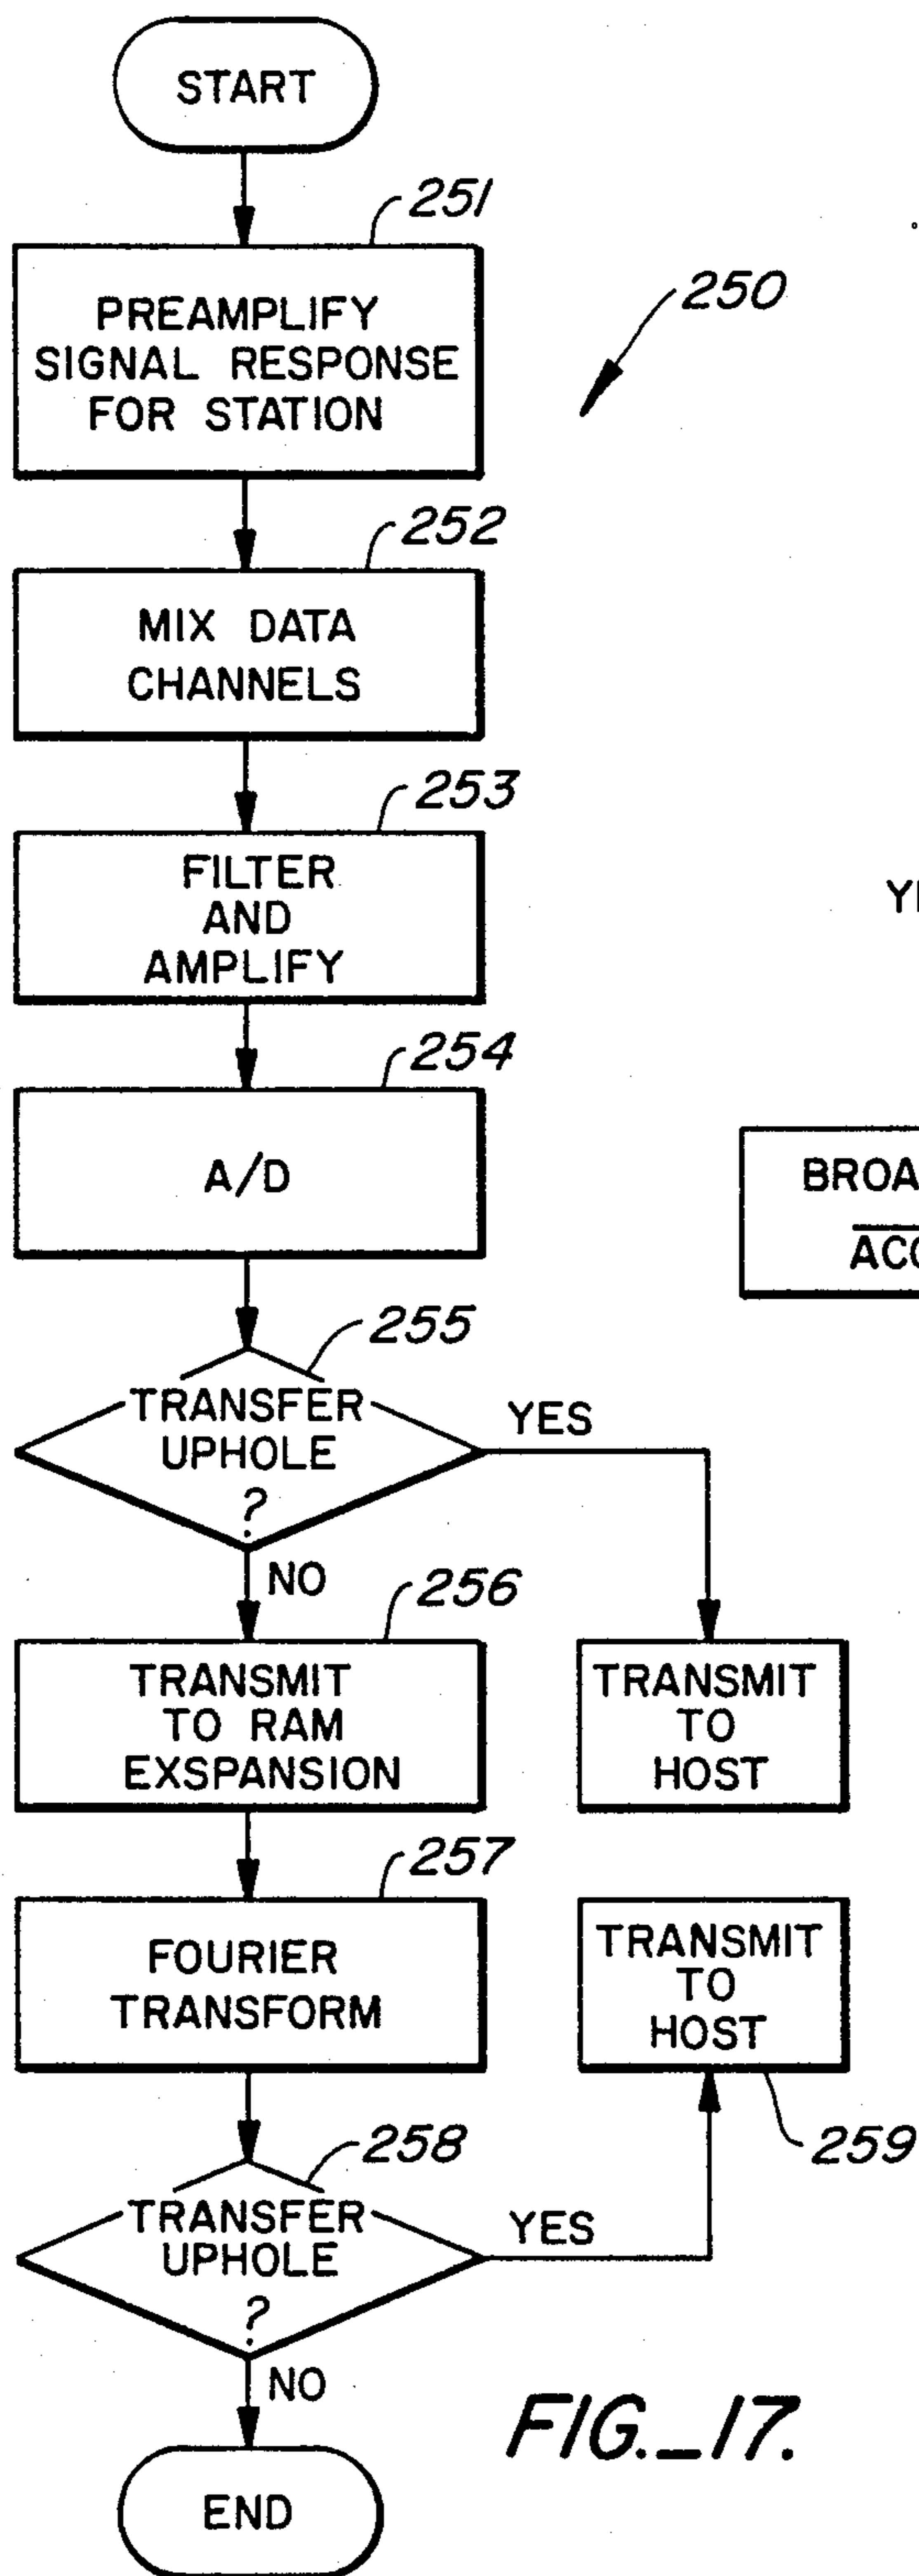 START
251
PREAMPLIFY
SIGNAL RESPONSE
FOR STATION
250
252
MIX DATA
CHANNELS
253
FILTER
AND
AMPLIFY
254
A/D
255
TRANSFER
UPHOLE
?
YES
NO
256
TRANSMIT
TO RAM
EXSPANSION
TRANSMIT
TO
HOST
257
FOURIER
TRANSFORM
TRANSMIT
TO
HOST
259
258
TRANSFER
UPHOLE
?
YES
NO
END
FIG._17.